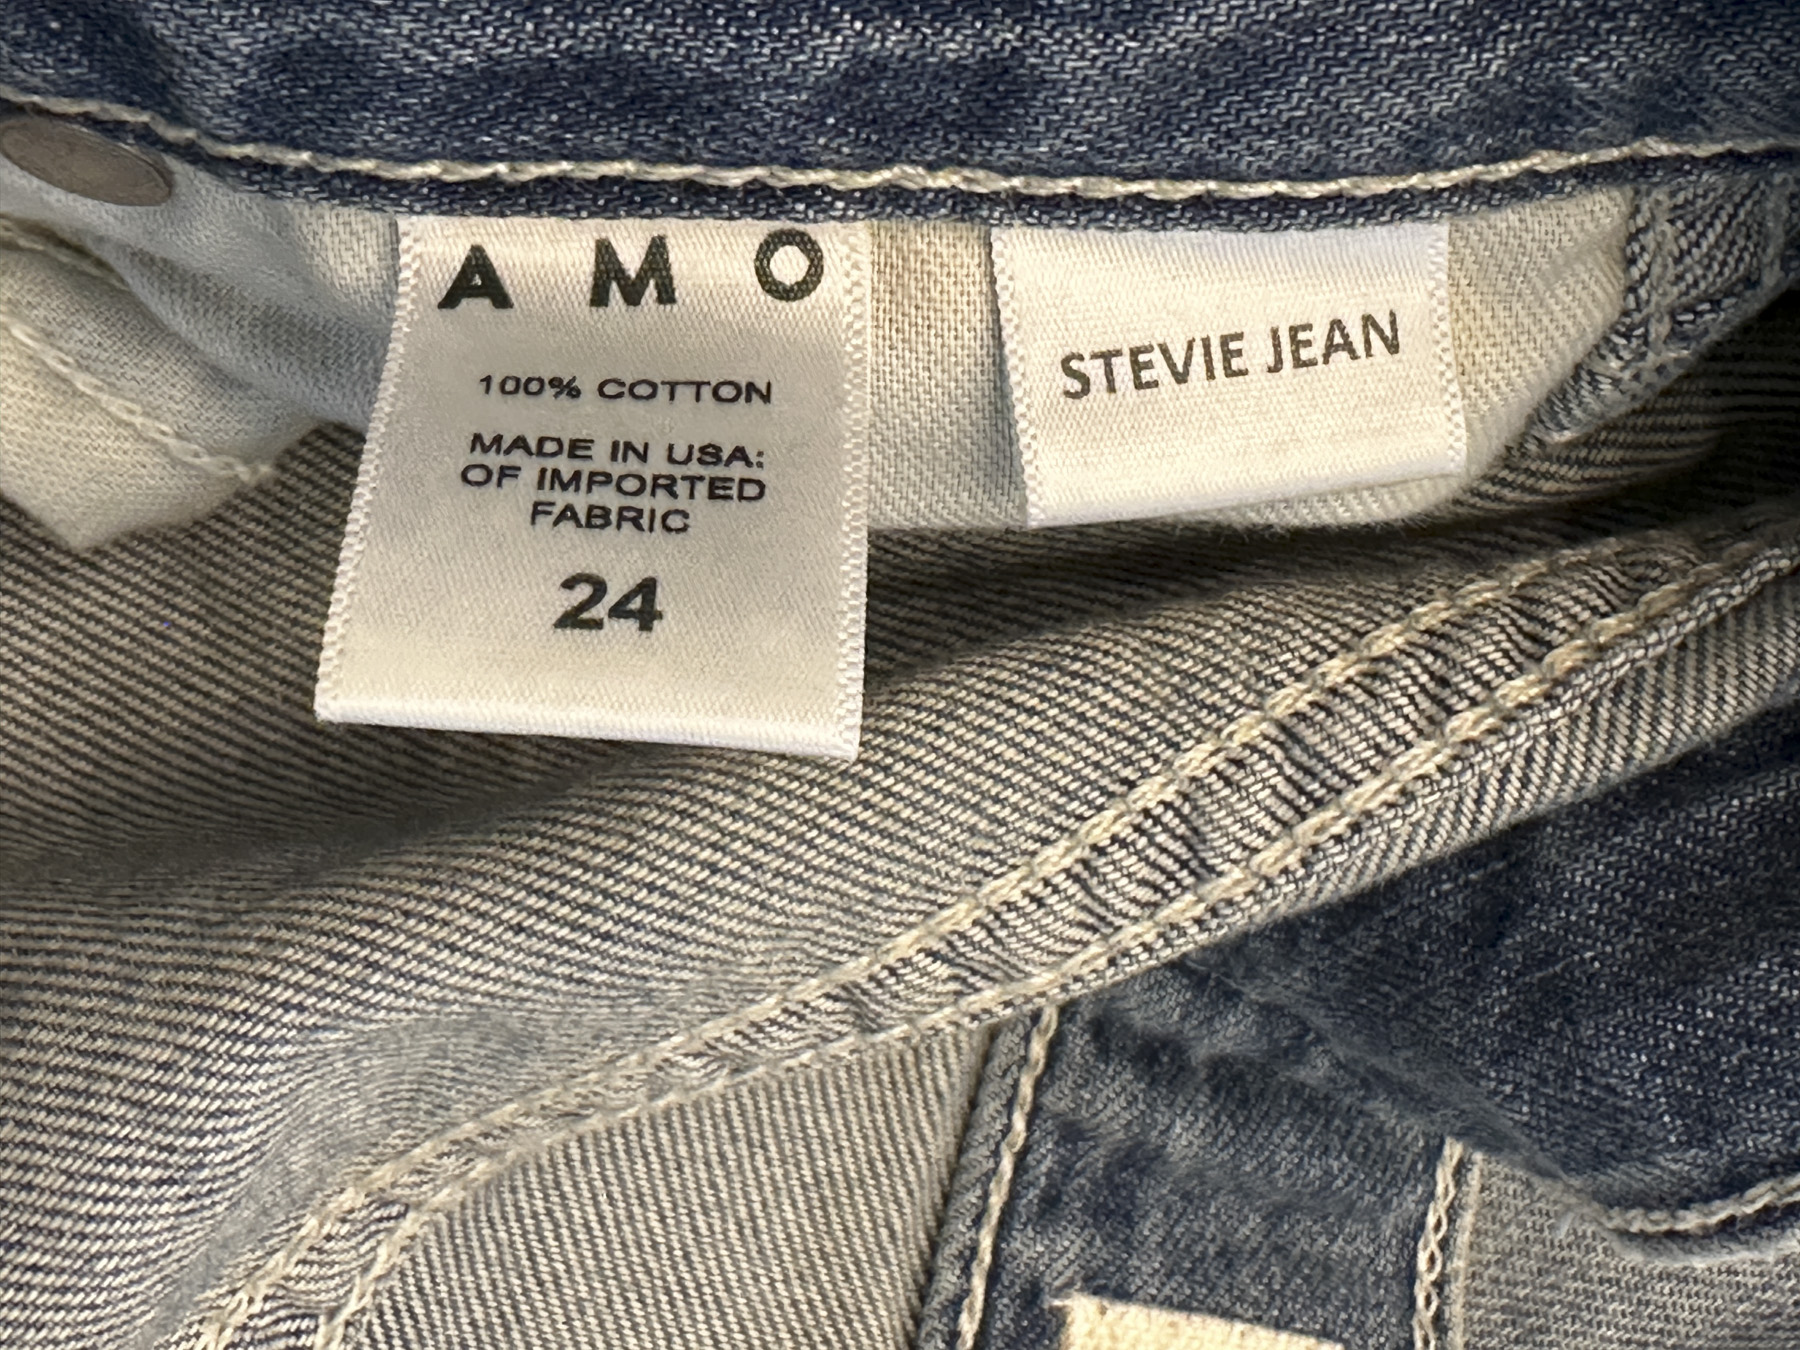 AMO
100% COTTON
MADE IN USA:
OF IMPORTED
FABRIC
24
STEVIE JEAN